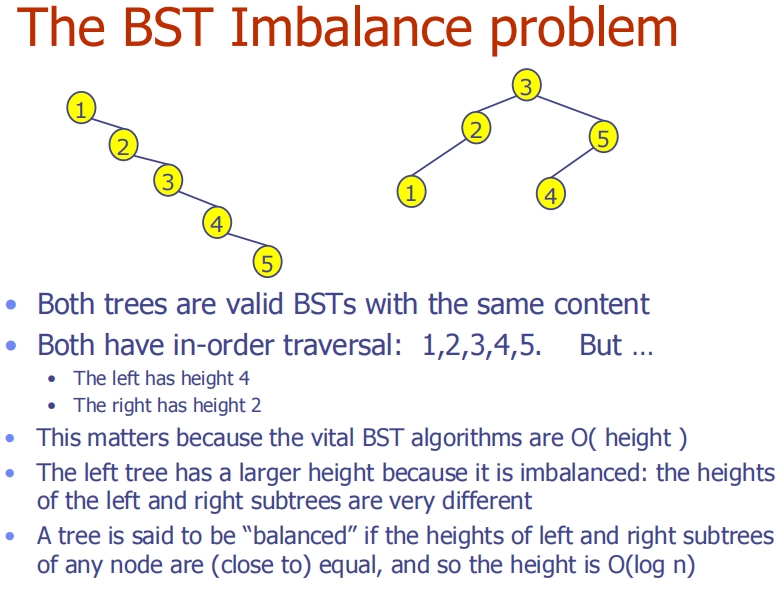 The BST Imbalance problem
1
2
3
4
5
3
2
5
1
4
• Both trees are valid BSTs with the same content
• Both have in-order traversal: 1,2,3,4,5. But …
• The left has height 4
• The right has height 2
• This matters because the vital BST algorithms are O( height )
• The left tree has a larger height because it is imbalanced: the heights
of the left and right subtrees are very different
• A tree is said to be “balanced” if the heights of left and right subtrees
of any node are (close to) equal, and so the height is O(log n)